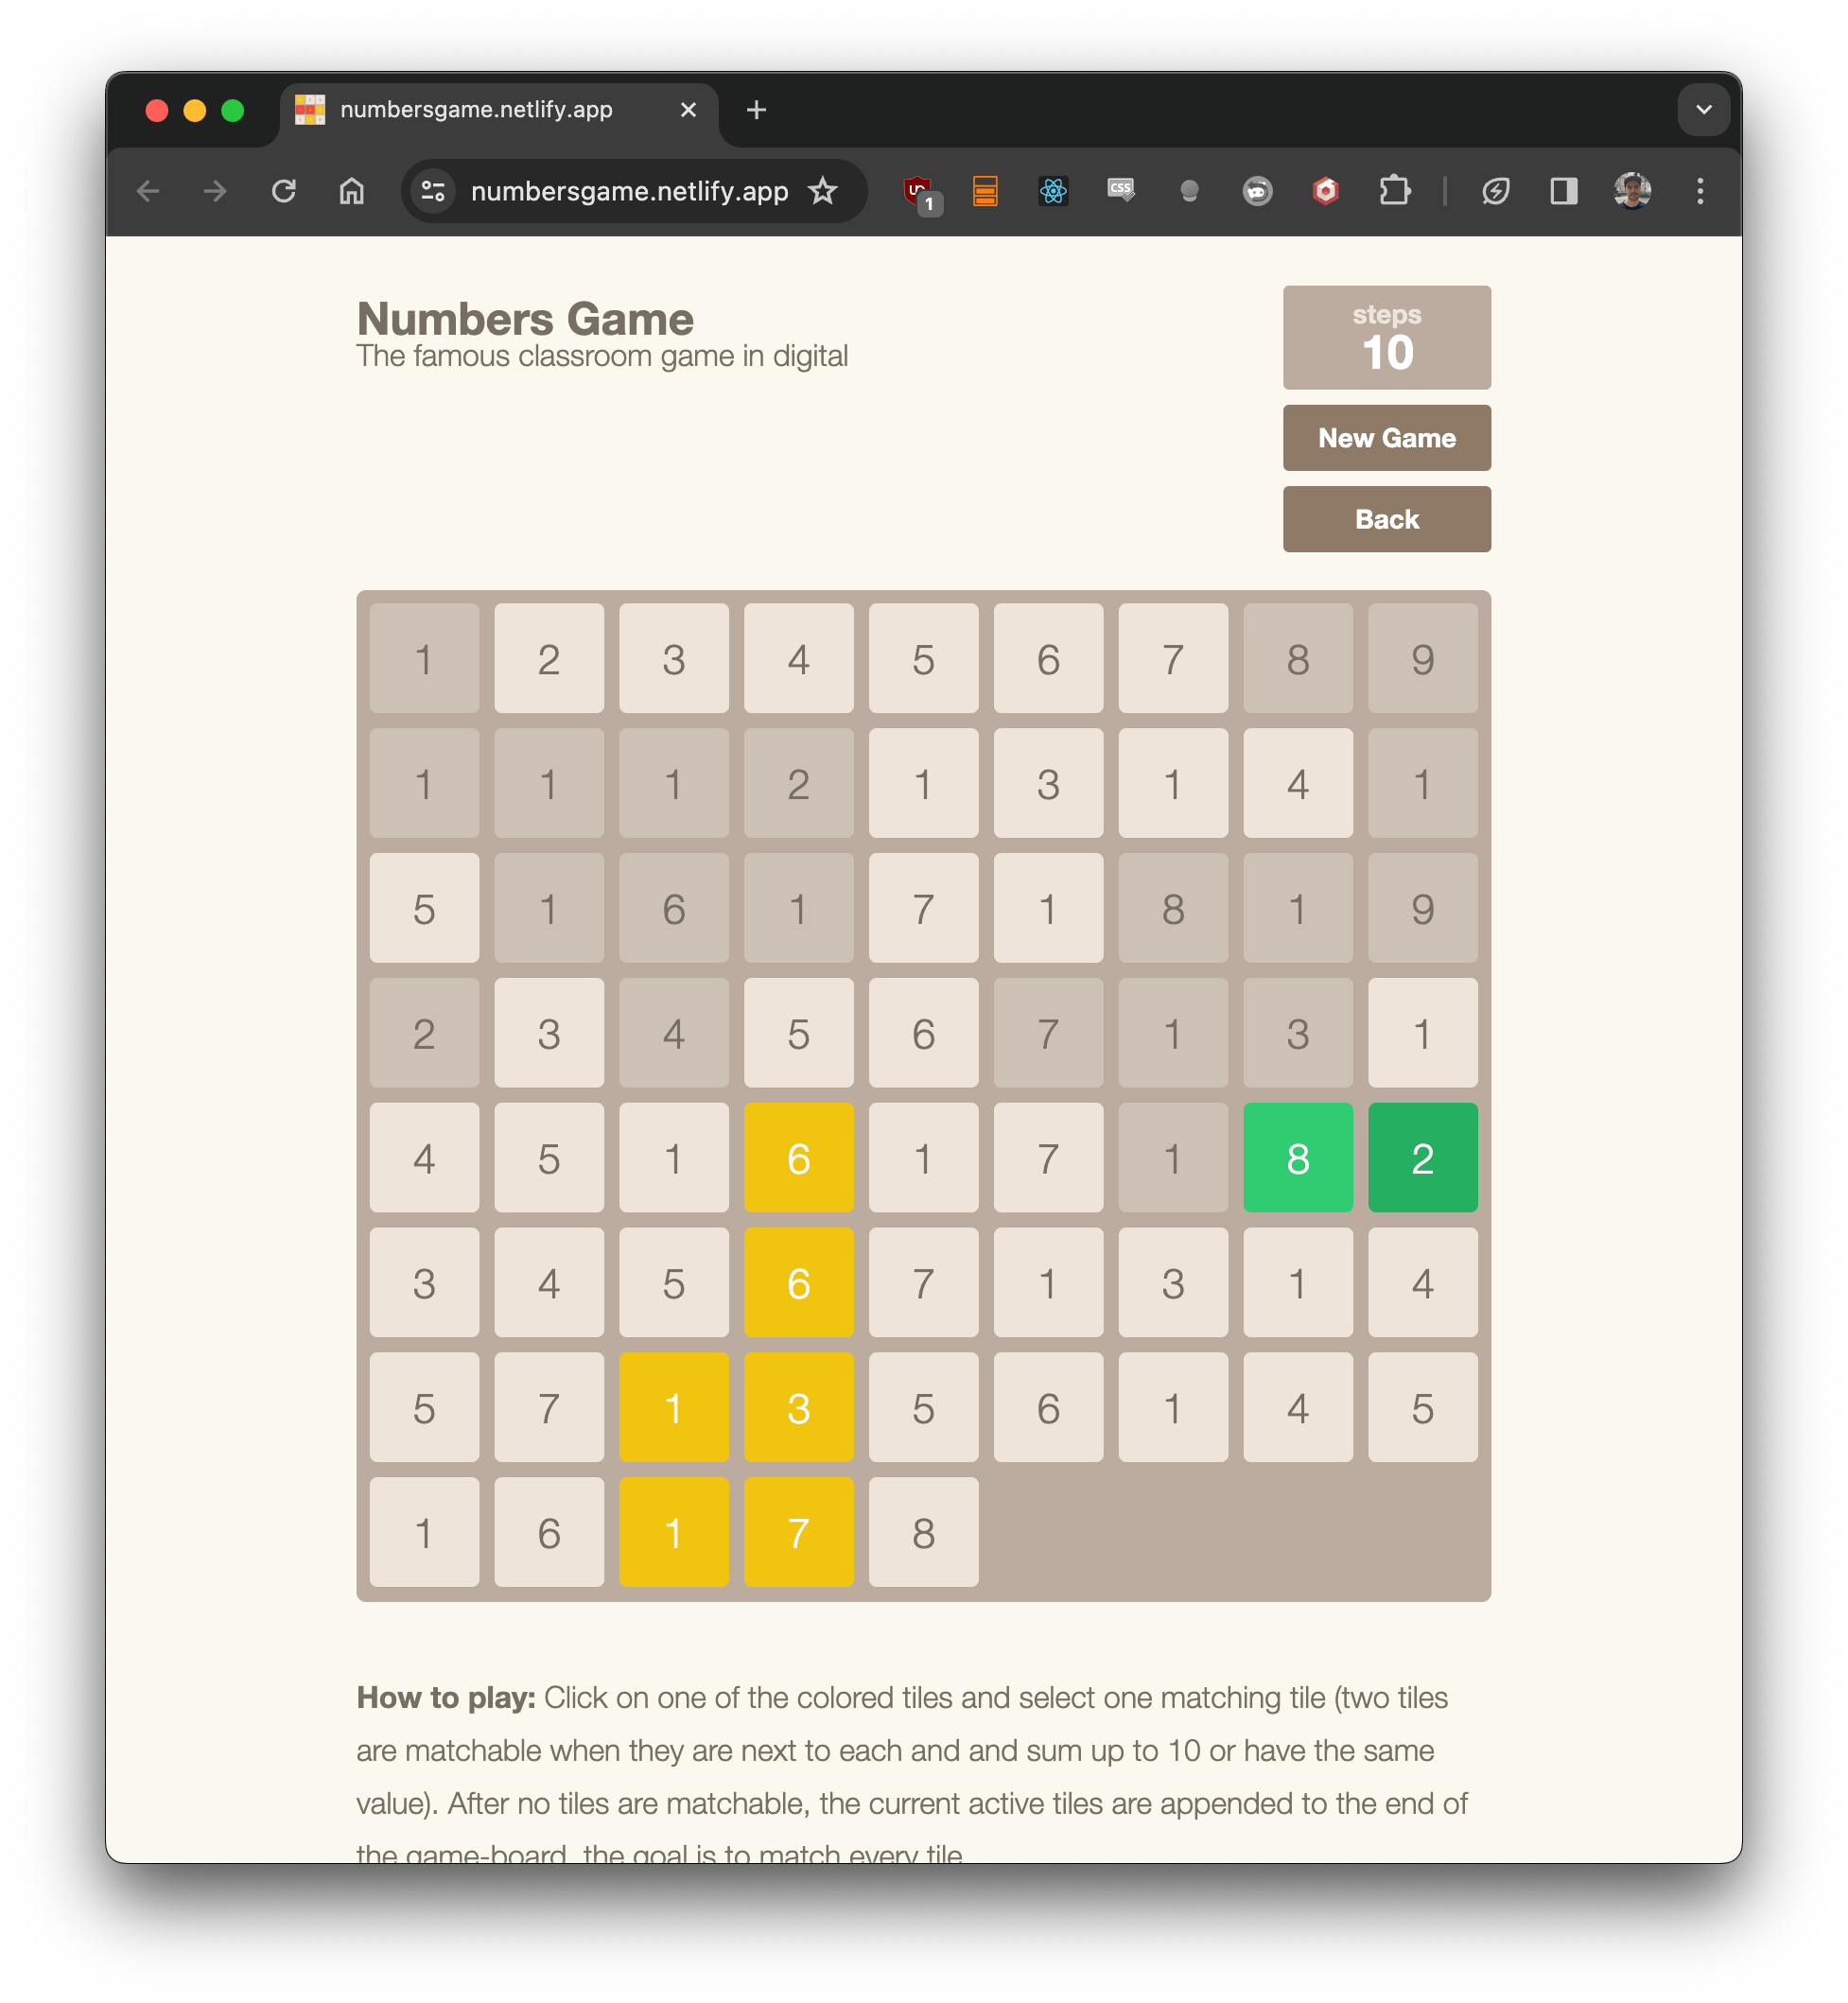 numbersgame.netlify.app
numbersgame.netlify.app
UD
1
CSS
Numbers Game
The famous classroom game in digital
steps
10
New Game
Back
1 2 3 4 5 6 7 8 9
1 1 1 2 1 3 1 4 1
5 1 6 1 7 1 8 1 9
2 3 4 5 6 7 1 3 1
4 5 1 6 1 7 1 8 2
3 4 5 6 7 1 3 1 4
5 7 1 3 5 6 1 4 5
1 6 1 7 8
How to play: Click on one of the colored tiles and select one matching tile (two tiles
are matchable when they are next to each and and sum up to 10 or have the same
value). After no tiles are matchable, the current active tiles are appended to the end of
the game-board, the goal is to match every tile